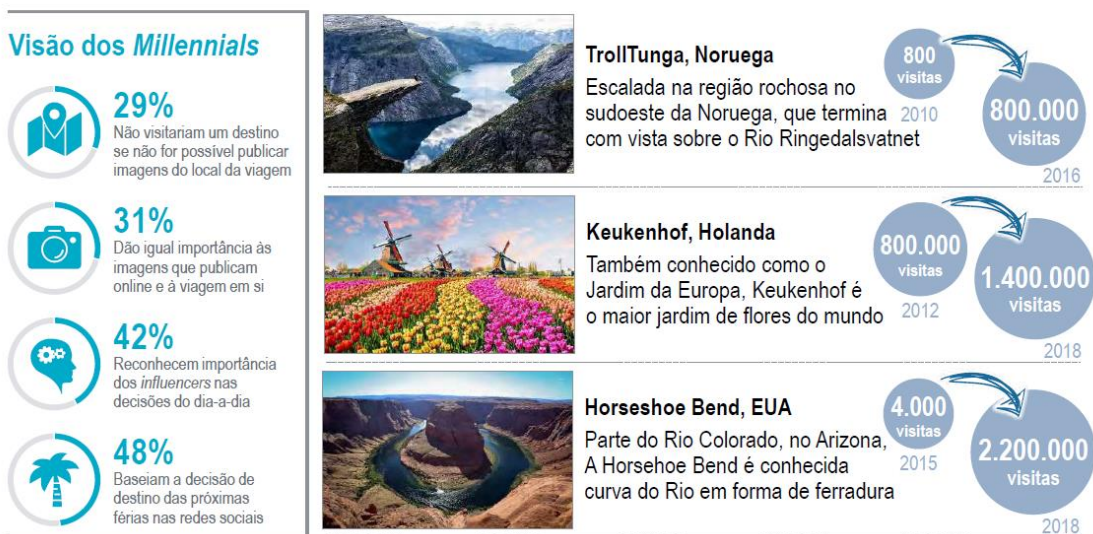 Visão dos Millennials
29%
Não visitariam um destino
se não for possível publicar
imagens do local da viagem
31%
Dão igual importância às
imagens que publicam
online e à viagem em si
42%
Reconhecem importância
dos influencers nas
decisões do dia-a-dia
48%
Baseiam a decisão de
destino das próximas
férias nas redes sociais
TrollTunga, Noruega
Escalada na região rochosa no
sudoeste da Noruega, que termina
com vista sobre o Rio Ringedalsvatnet
800
visitas
2010
800.000
visitas
2016
Keukenhof, Holanda
Também conhecido como o
Jardim da Europa, Keukenhof é
o maior jardim de flores do mundo
800.000
visitas
2012
1.400.000
visitas
2018
Horseshoe Bend, EUA
Parte do Rio Colorado, no Arizona,
A Horsehoe Bend é conhecida
curva do Rio em forma de ferradura
4.000
visitas
2015
2.200.000
visitas
2018